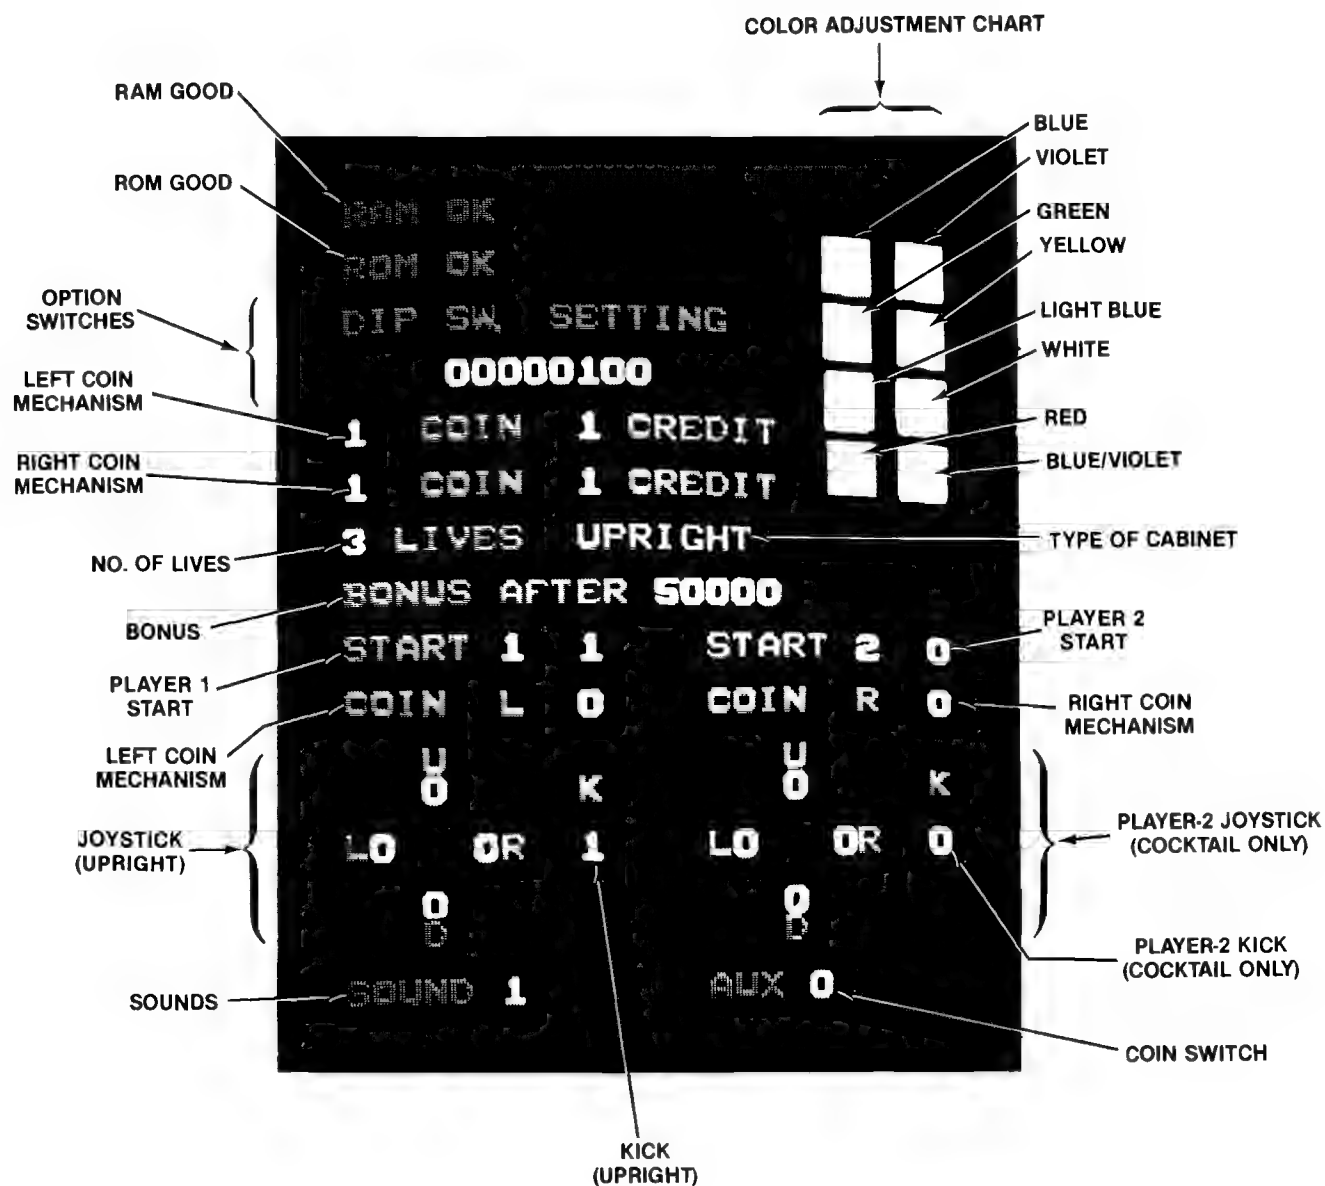 COLOR ADJUSTMENT CHART
RAM GOOD
ROM GOOD
OPTION
SWITCHES
LEFT COIN
MECHANISM
RIGHT COIN
MECHANISM
NO. OF LIVES
BONUS
PLAYER 1
START
LEFT COIN
MECHANISM
JOYSTICK
(UPRIGHT)
SOUNDS
RAM OK
ROM OK
DIP SW. SETTING
00000100
1 COIN 1 CREDIT
1 COIN 1 CREDIT
3 LIVES UPRIGHT
BONUS AFTER 50000
START 1 1 START 2 0
COIN L 0 COIN R 0
U U
0 K 0 K
L0 0R 1 L0 0R 0
0 0
D D
SOUND 1 AUX 0
BLUE
VIOLET
GREEN
YELLOW
LIGHT BLUE
WHITE
RED
BLUE/VIOLET
TYPE OF CABINET
PLAYER 2
START
RIGHT COIN
MECHANISM
PLAYER-2 JOYSTICK
(COCKTAIL ONLY)
PLAYER-2 KICK
(COCKTAIL ONLY)
COIN SWITCH
KICK
(UPRIGHT)